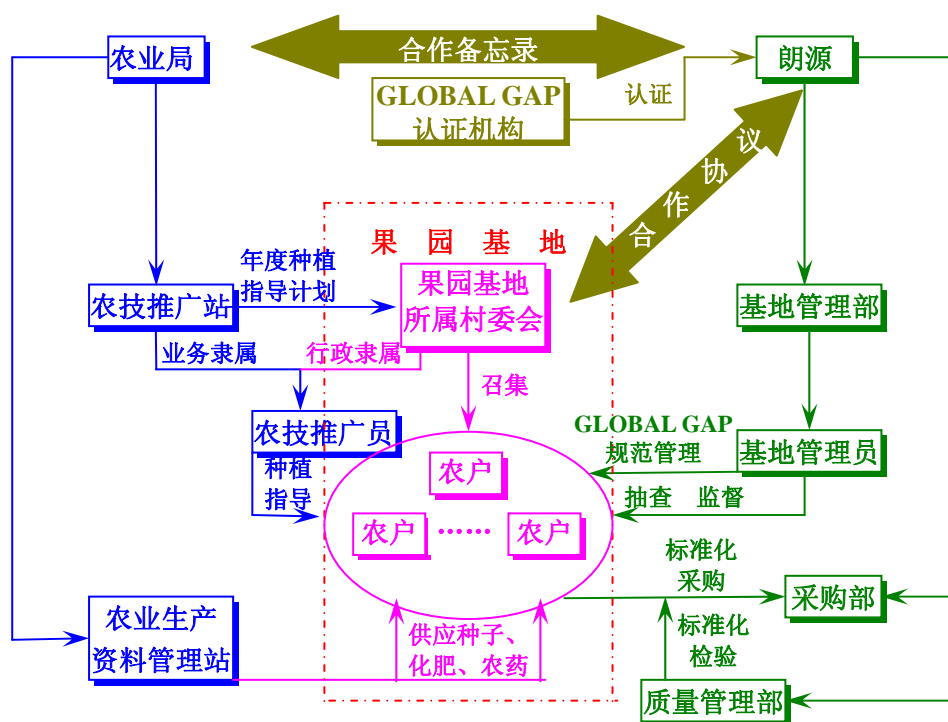 农业局
合作备忘录
朗源
GLOBAL GAP
认证机构
认证
合作协议
果 园 基 地
年度种植
指导计划
农技推广站
果园基地
所属村委会
基地管理部
业务隶属
行政隶属
召集
农技推广员
GLOBAL GAP
规范管理
基地管理员
种植
指导
农户
抽查 监督
农户
……
农户
标准化
采购
采购部
农业生产
资料管理站
供应种子、
化肥、农药
标准化
检验
质量管理部